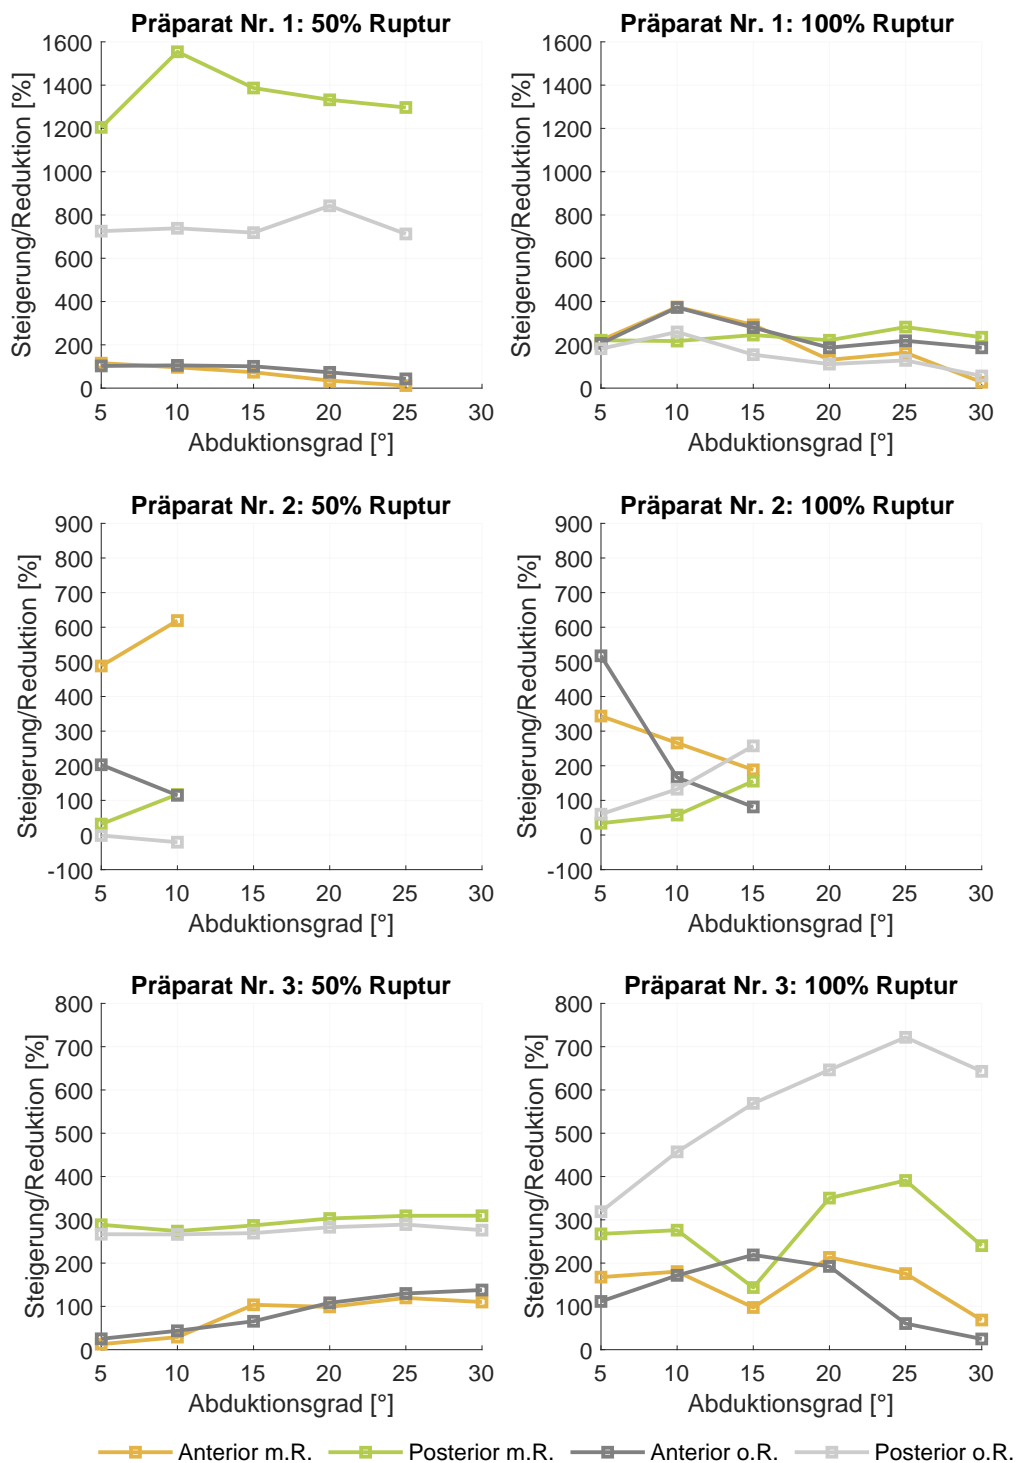 Präparat Nr. 1: 50% Ruptur
Steigerung/Reduktion [%]
1600
1400
1200
1000
800
600
400
200
0
5 10 15 20 25 30
Abduktionsgrad [°]
Präparat Nr. 1: 100% Ruptur
Steigerung/Reduktion [%]
1600
1400
1200
1000
800
600
400
200
0
5 10 15 20 25 30
Abduktionsgrad [°]
Präparat Nr. 2: 50% Ruptur
Steigerung/Reduktion [%]
900
800
700
600
500
400
300
200
100
0
-100
5 10 15 20 25 30
Abduktionsgrad [°]
Präparat Nr. 2: 100% Ruptur
Steigerung/Reduktion [%]
900
800
700
600
500
400
300
200
100
0
-100
5 10 15 20 25 30
Abduktionsgrad [°]
Präparat Nr. 3: 50% Ruptur
Steigerung/Reduktion [%]
800
700
600
500
400
300
200
100
0
5 10 15 20 25 30
Abduktionsgrad [°]
Präparat Nr. 3: 100% Ruptur
Steigerung/Reduktion [%]
800
700
600
500
400
300
200
100
0
5 10 15 20 25 30
Abduktionsgrad [°]
Anterior m.R. Posterior m.R. Anterior o.R. Posterior o.R.